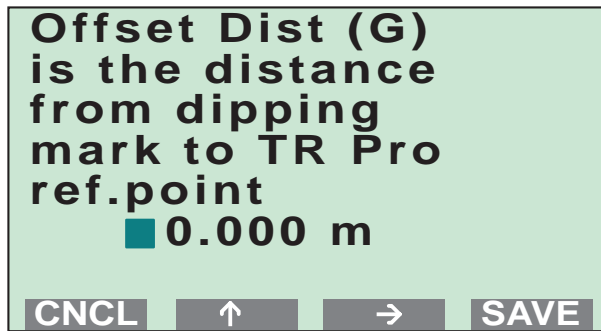 Offset Dist (G)
is the distance
from dipping
mark to TR Pro
ref.point
0.000 m
CNCL ↑ → SAVE